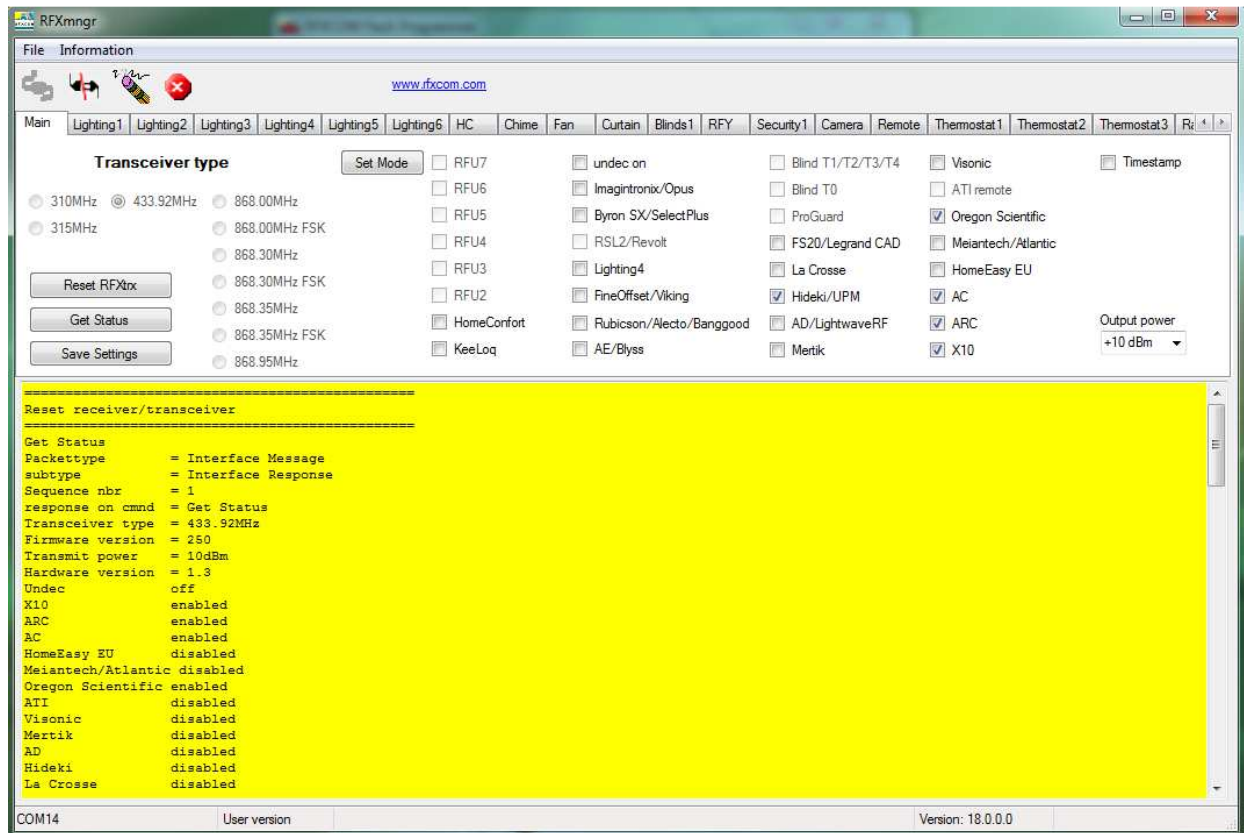 RFXmngr
File Information
www.rfxcom.com
Main Lighting1 Lighting2 Lighting3 Lighting4 Lighting5 Lighting6 HC Chime Fan Curtain Blinds1 RFY Security1 Camera Remote Thermostat1 Thermostat2 Thermostat3
Transceiver type
310MHz 433.92MHz 868.00MHz
315MHz 868.00MHz FSK
868.30MHz
868.30MHz FSK
868.35MHz
868.35MHz FSK
868.95MHz
Reset RFXtrx
Get Status
Save Settings
Set Mode
RFU7
RFU6
RFU5
RFU4
RFU3
RFU2
HomeConfort
KeeLoq
undec on
Imagintronix/Opus
Byron SX/SelectPlus
RSL2/Revolt
Lighting4
FineOffset/Viking
Rubicson/Alecto/Banggood
AE/Blyss
Blind T1/T2/T3/T4
Blind T0
ProGuard
FS20/Legrand CAD
La Crosse
Hideki/UPM
AD/LightwaveRF
Mertik
Visonic
ATI remote
Oregon Scientific
Meiantech/Atlantic
HomeEasy EU
AC
ARC
X10
Timestamp
Output power
+10 dBm
================================================
Reset receiver/transceiver
================================================
Get Status
Packettype = Interface Message
subtype = Interface Response
Sequence nbr = 1
response on cmnd = Get Status
Transceiver type = 433.92MHz
Firmware version = 250
Transmit power = 10dBm
Hardware version = 1.3
Undec off
X10 enabled
ARC enabled
AC enabled
HomeEasy EU disabled
Meiantech/Atlantic disabled
Oregon Scientific enabled
ATI disabled
Visonic disabled
Mertik disabled
AD disabled
Hideki disabled
La Crosse disabled
COM14 User version Version: 18.0.0.0